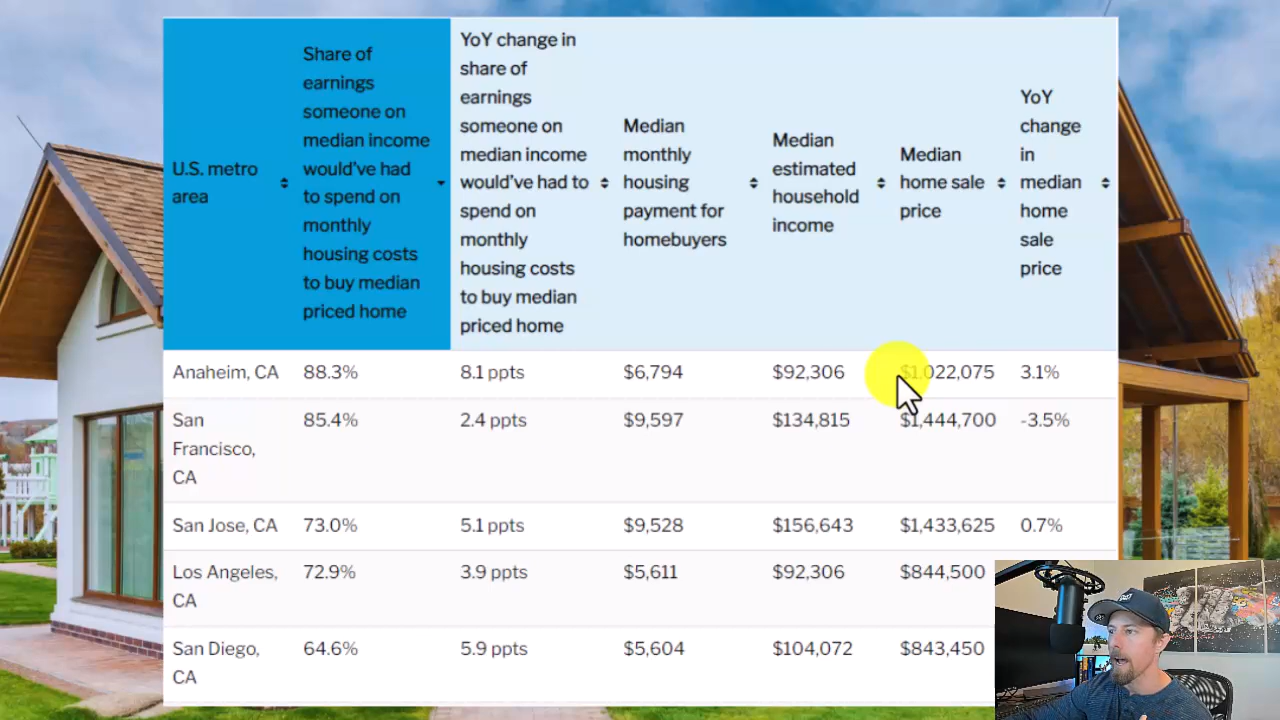 U.S. metro
area
Share of
earnings
someone on
median income
would've had
to spend on
monthly
housing costs
to buy median
priced home
YoY change in
share of
earnings
someone on
median income
would've had to
spend on
monthly
housing costs
to buy median
priced home
Median
monthly
housing
payment for
homebuyers
Median
estimated
household
income
Median
home sale
price
YoY
change
in
median
home
sale
price
Anaheim, CA 88.3% 8.1 ppts $6,794 $92,306 $1,022,075 3.1%
San
Francisco,
CA
85.4% 2.4 ppts $9,597 $134,815 $1,444,700 -3.5%
San Jose, CA 73.0% 5.1 ppts $9,528 $156,643 $1,433,625 0.7%
Los Angeles,
CA
72.9% 3.9 ppts $5,611 $92,306 $844,500
San Diego,
CA
64.6% 5.9 ppts $5,604 $104,072 $843,450